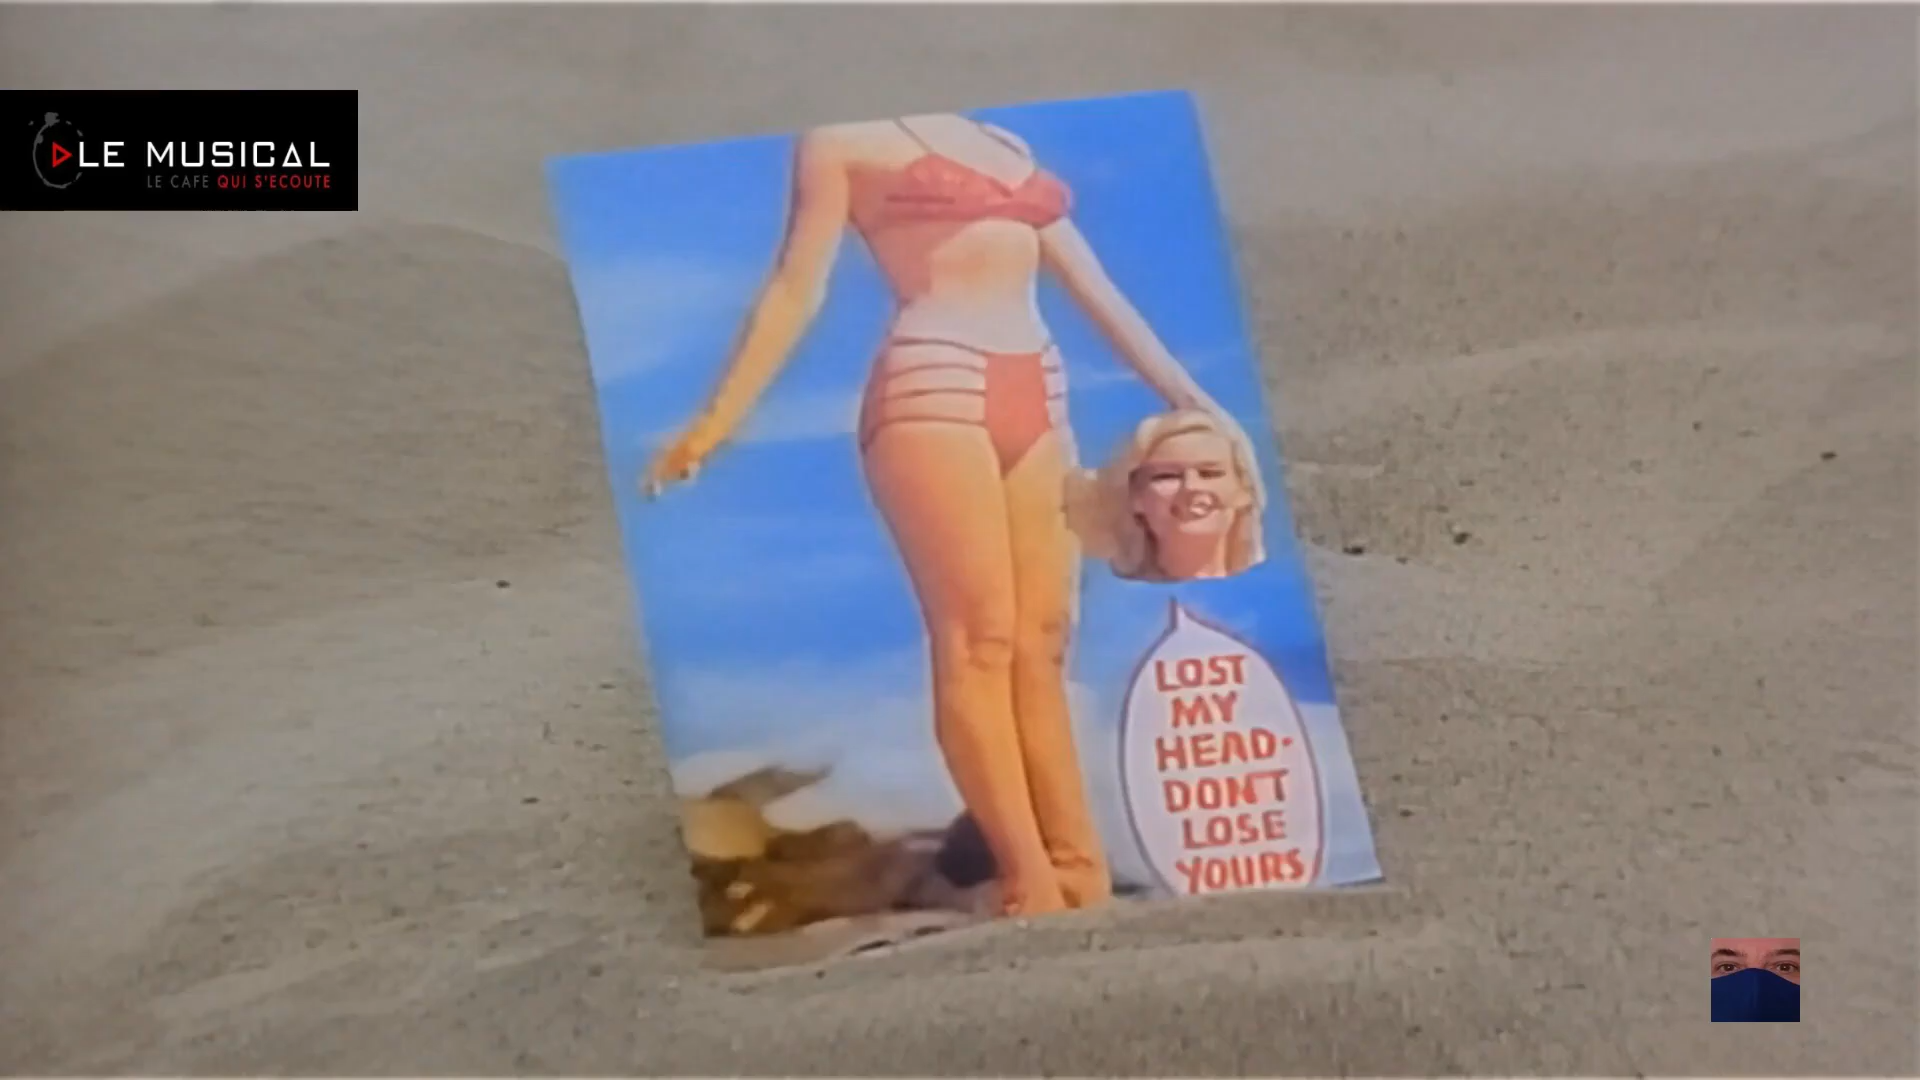 LE MUSICAL
LE CAFE QUI S'ECOUTE
LOST
MY
HEAD·
DON'T
LOSE
YOURS